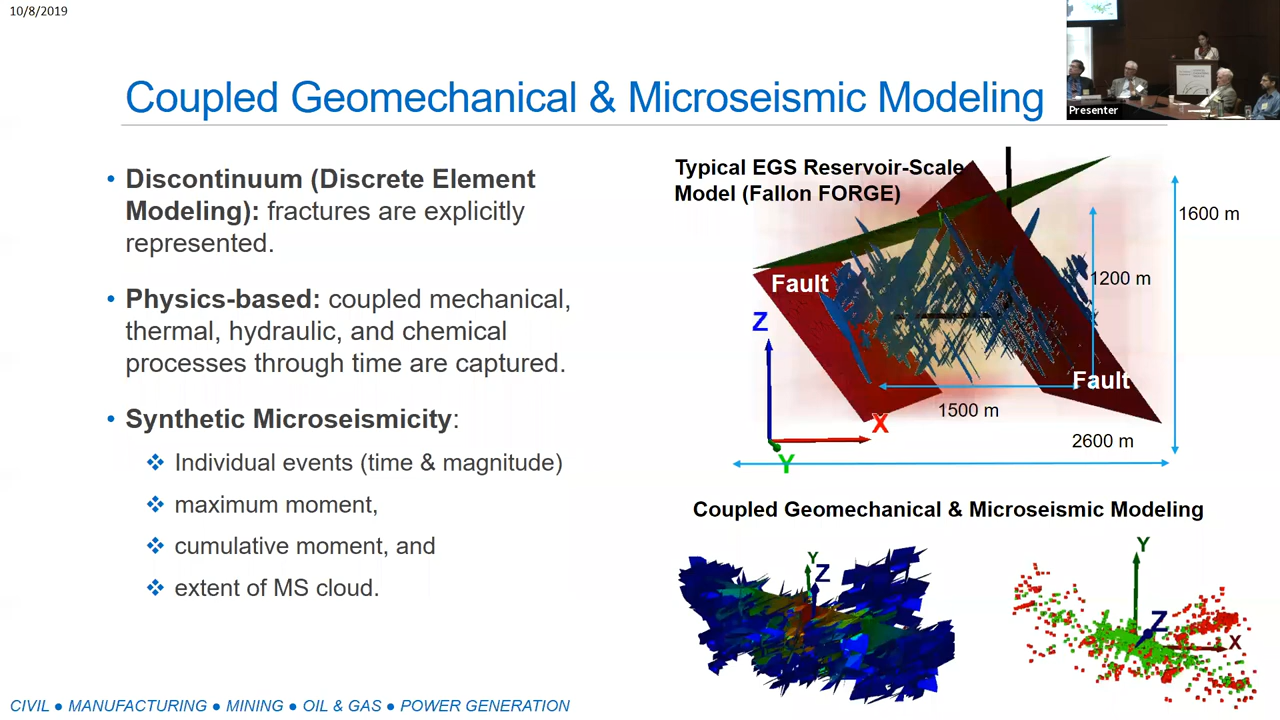 10/8/2019
Coupled Geomechanical & Microseismic Modeling
Presenter
• Discontinuum (Discrete Element
Modeling): fractures are explicitly
represented.
• Physics-based: coupled mechanical,
thermal, hydraulic, and chemical
processes through time are captured.
• Synthetic Microseismicity:
❖ Individual events (time & magnitude)
❖ maximum moment,
❖ cumulative moment, and
❖ extent of MS cloud.
Typical EGS Reservoir-Scale
Model (Fallon FORGE)
1600 m
1200 m
Fault
Z
Fault
1500 m
X
2600 m
Y
Coupled Geomechanical & Microseismic Modeling
Y
Z
Y
Z
X
CIVIL ● MANUFACTURING ● MINING ● OIL & GAS ● POWER GENERATION